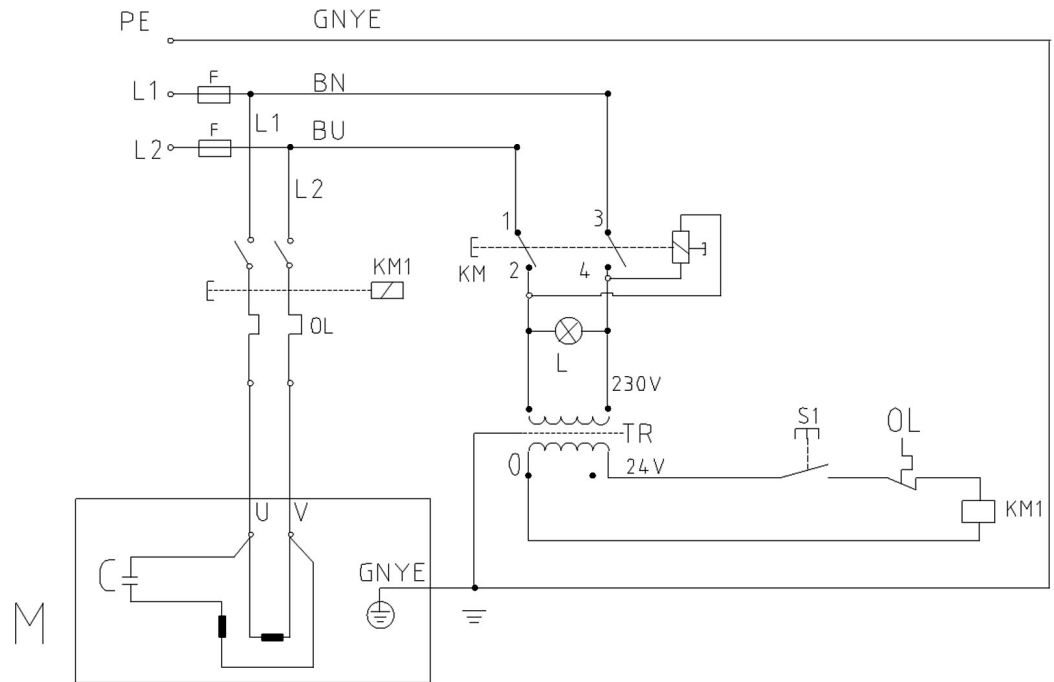 PE GNYE
F
L1 BN
L1
F
L2 BU
L2
1 3
KM 2 4
KM1
OL
L
230V
TR
S1 OL
0 24V
KM1
U V
C GNYE
M